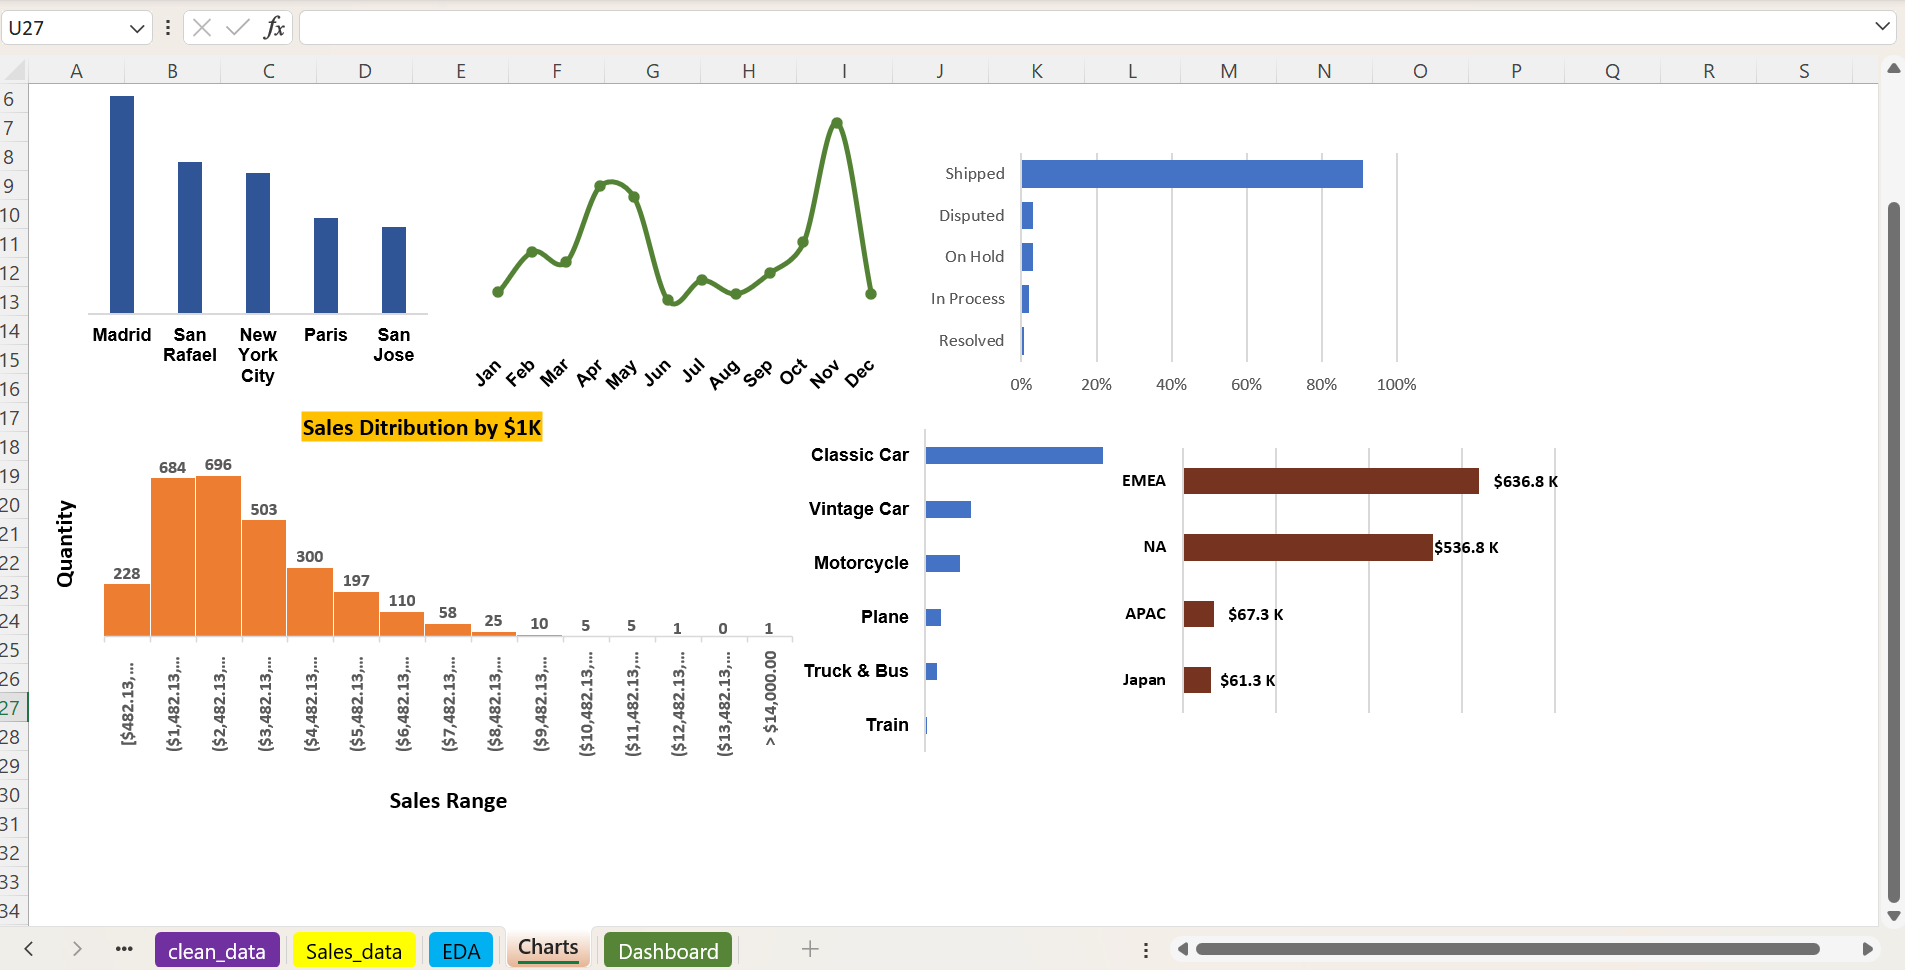 U27
fx
A B C D E F G H I J K L M N O P Q R S
6
7
8
9
10
11
12
13
14
15
16
17
18
19
20
21
22
23
24
25
26
27
28
29
30
31
32
33
34
Madrid
San
Rafael
New
York
City
Paris
San
Jose
Jan Feb Mar Apr May Jun Jul Aug Sep Oct Nov Dec
Shipped
Disputed
On Hold
In Process
Resolved
0% 20% 40% 60% 80% 100%
Sales Ditribution by $1K
Quantity
228 684 696 503 300 197 110 58 25 10 5 5 1 0 1
[$482.13,...
($1,482.13,...
($2,482.13,...
($3,482.13,...
($4,482.13,...
($5,482.13,...
($6,482.13,...
($7,482.13,...
($8,482.13,...
($9,482.13,...
($10,482.13,...
($11,482.13,...
($12,482.13,...
($13,482.13,...
> $14,000.00
Sales Range
Classic Car
Vintage Car
Motorcycle
Plane
Truck & Bus
Train
EMEA $636.8 K
NA $536.8 K
APAC $67.3 K
Japan $61.3 K
clean_data Sales_data EDA Charts Dashboard